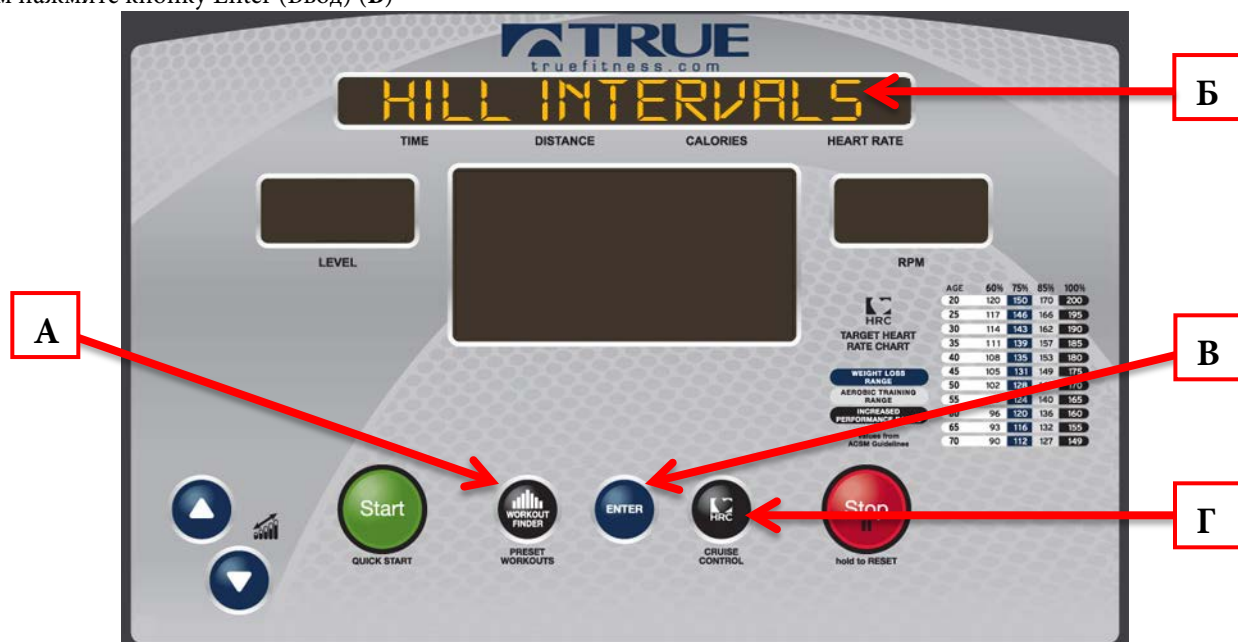 нажмите кнопку Enter (Ввод) (В)
TRUE
truefitness.com
HILL INTERVALS
Б
TIME DISTANCE CALORIES HEART RATE
LEVEL
RPM
А
HRC
TARGET HEART
RATE CHART
WEIGHT LOSS
RANGE
AEROBIC TRAINING
RANGE
INCREASED
values from
ACSM Guidelines
AGE 60% 75% 85% 100%
20 120 150 170 200
25 117 146 166 195
30 114 143 162 190
35 111 139 157 185
40 108 135 153 180
45 105 131 149 175
50 102 128 170
55 124 140 165
60 96 120 136 160
65 93 116 132 155
70 90 112 127 149
В
Start
QUICK START
WORKOUT
FINDER
PRESET
WORKOUTS
ENTER
HRC
CRUISE
CONTROL
Stop
hold to RESET
Г